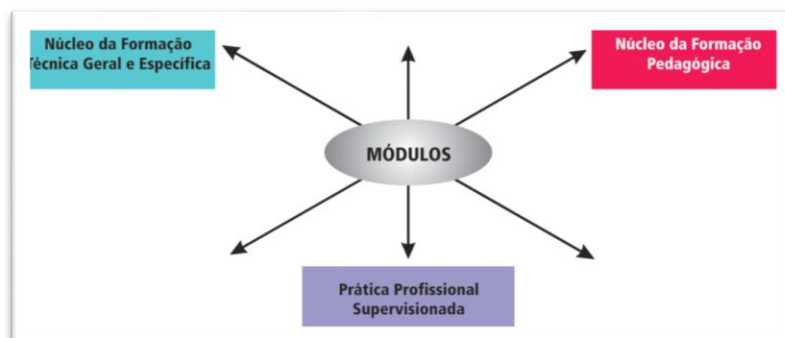 Núcleo da Formação
Técnica Geral e Específica
Núcleo da Formação
Pedagógica
MÓDULOS
Prática Profissional
Supervisionada